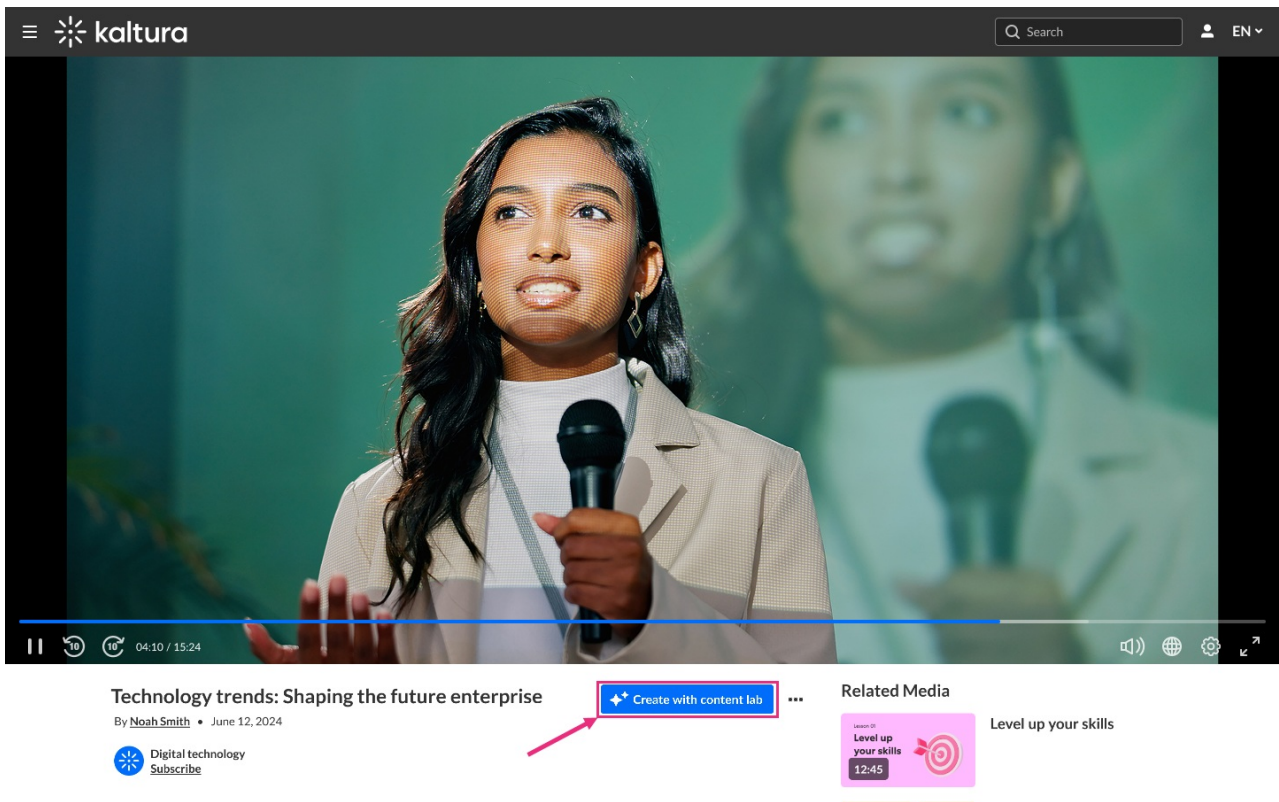 kaltura
Search
EN
10
10
04:10 / 15:24
Technology trends: Shaping the future enterprise
Create with content lab
By Noah Smith • June 12, 2024
Digital technology
Subscribe
Related Media
Lesson 01
Level up
your skills
12:45
Level up your skills